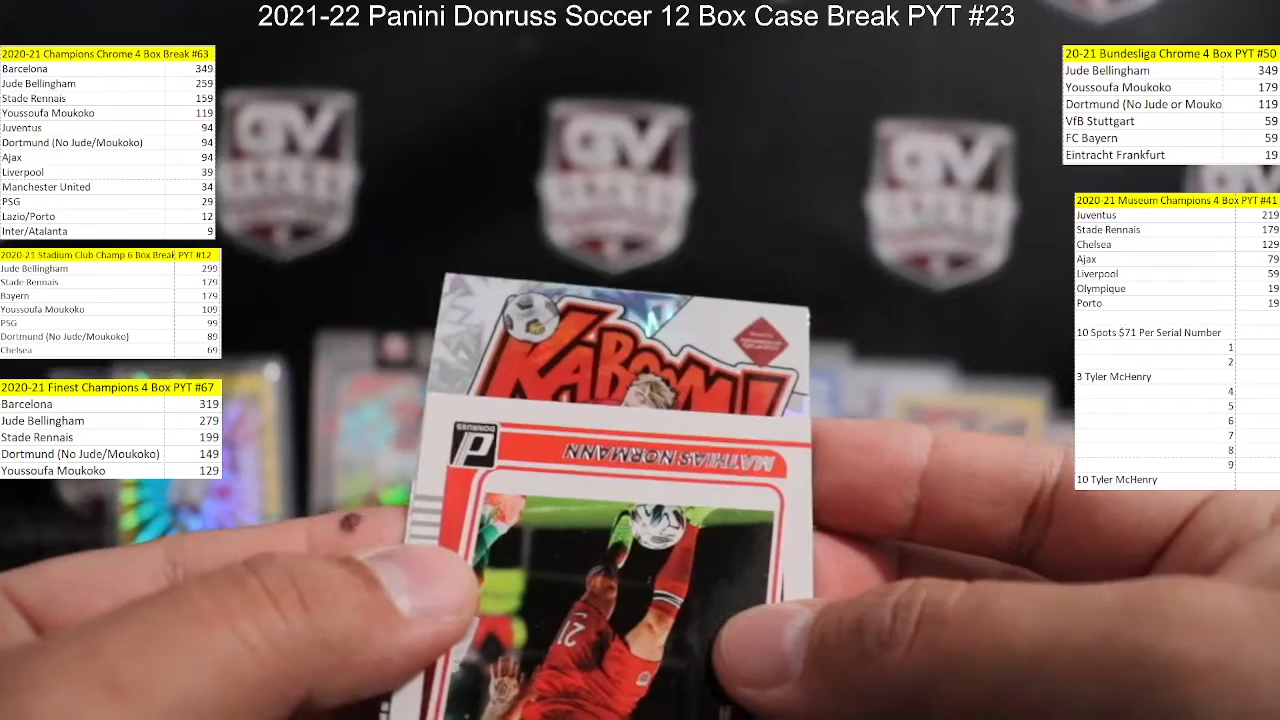 2021-22 Panini Donruss Soccer 12 Box Case Break PYT #23
2020-21 Champions Chrome 4 Box Break #63
Barcelona 349
Jude Bellingham 259
Stade Rennais 159
Youssoufa Moukoko 119
Juventus 94
Dortmund (No Jude/Moukoko) 94
Ajax 94
Liverpool 39
Manchester United 34
PSG 29
Lazio/Porto 12
Inter/Atalanta 9
2020-21 Stadium Club Champ 6 Box Break PYT #12
Jude Bellingham 299
Stade Rennais 179
Bayern 179
Youssoufa Moukoko 109
PSG 99
Dortmund (No Jude/Moukoko) 89
Chelsea 69
2020-21 Finest Champions 4 Box PYT #67
Barcelona 319
Jude Bellingham 279
Stade Rennais 199
Dortmund (No Jude/Moukoko) 149
Youssoufa Moukoko 129
20-21 Bundesliga Chrome 4 Box PYT #50
Jude Bellingham 349
Youssoufa Moukoko 179
Dortmund (No Jude or Mouko 119
VfB Stuttgart 59
FC Bayern 59
Eintracht Frankfurt 19
2020-21 Museum Champions 4 Box PYT #41
Juventus 219
Stade Rennais 179
Chelsea 129
Ajax 79
Liverpool 59
Olympique 19
Porto 19
10 Spots $71 Per Serial Number
1
2
3 Tyler McHenry
4
5
6
7
8
9
10 Tyler McHenry
GV
GV
GV
KABOOM!
DONRUSS
MATHIAS NORMANN
21